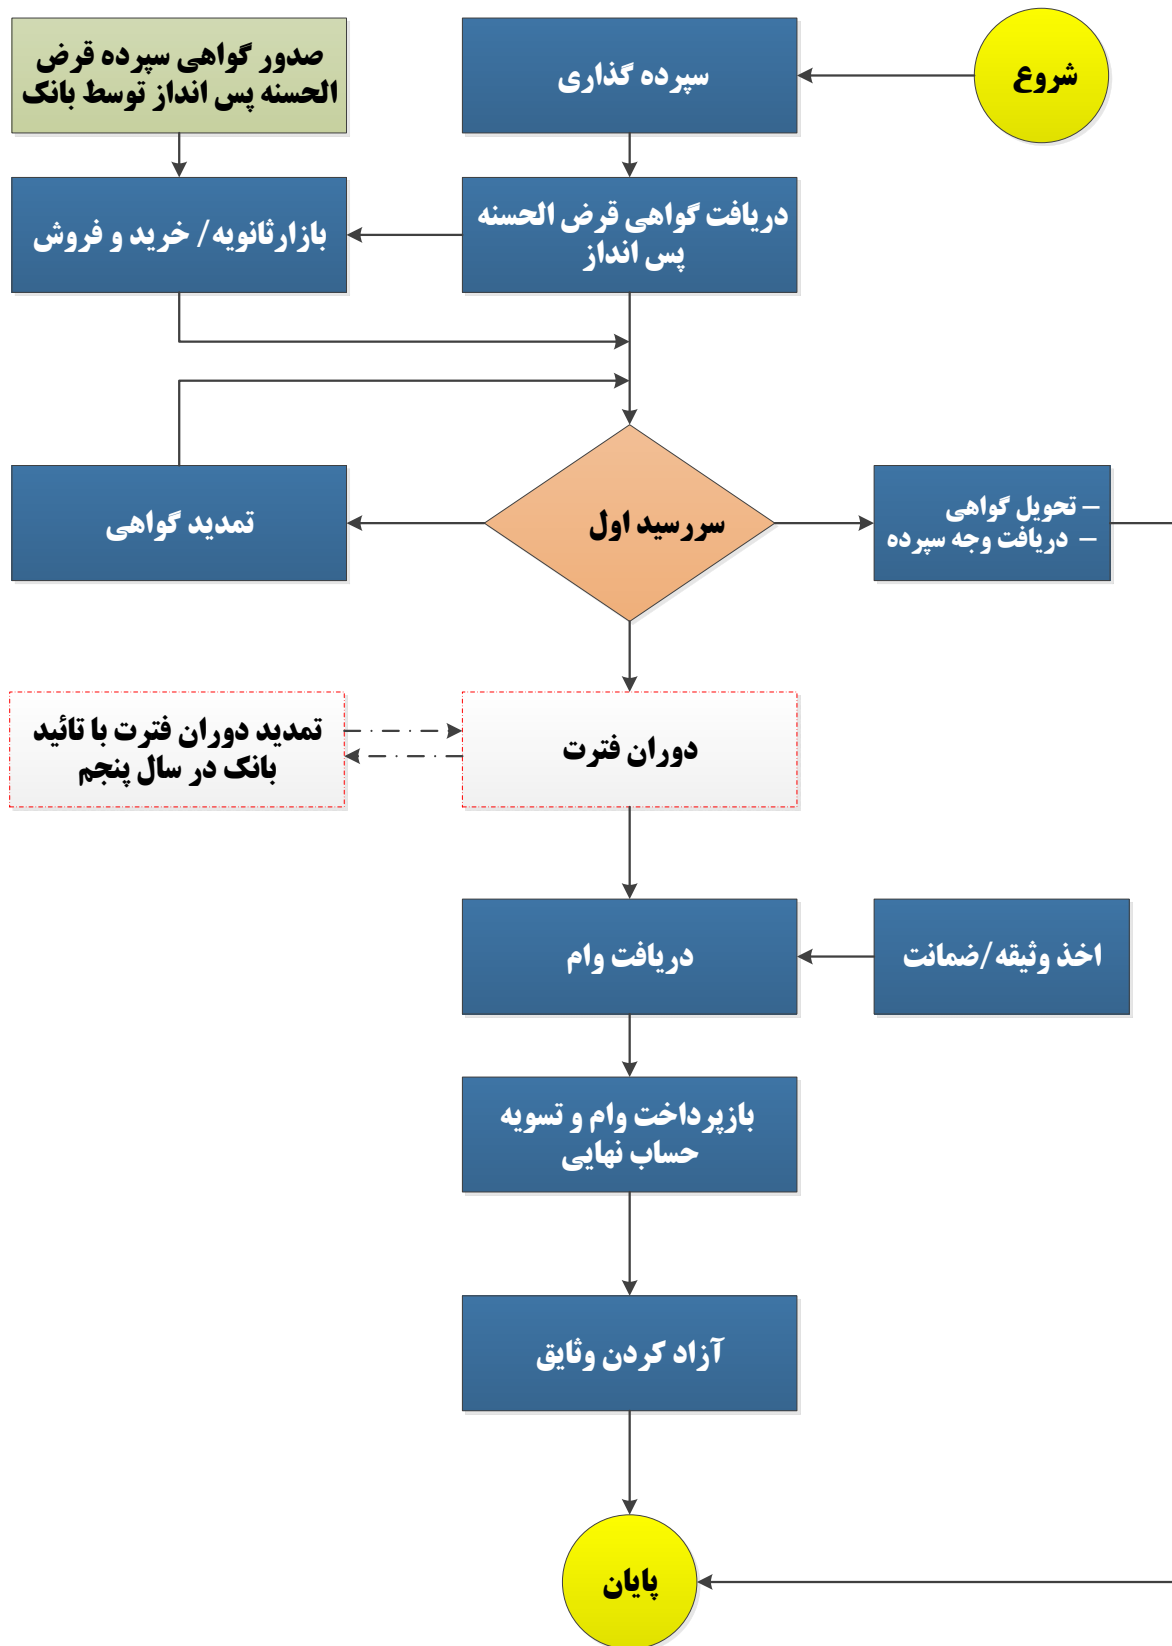 شروع
سپرده گذاری
صدور گواهی سپرده قرض
الحسنه پس انداز توسط بانک
دریافت گواهی قرض الحسنه
پس انداز
بازارثانویه/ خرید و فروش
سررسید اول
– تحویل گواهی
– دریافت وجه سپرده
تمدید گواهی
دوران فترت
تمدید دوران فترت با تائید
بانک در سال پنجم
دریافت وام
اخذ وثیقه/ضمانت
بازپرداخت وام و تسویه
حساب نهایی
آزاد کردن وثایق
پایان